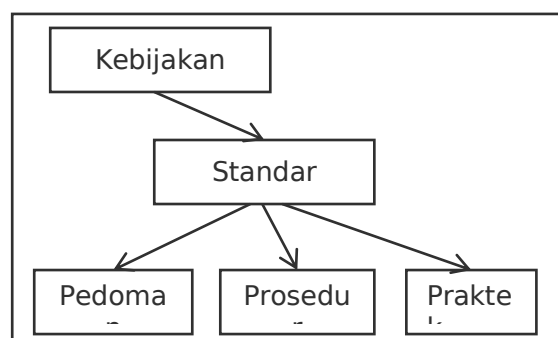 Kebijakan
Standar
Pedoma
n
Prosedu
r
Prakte
k